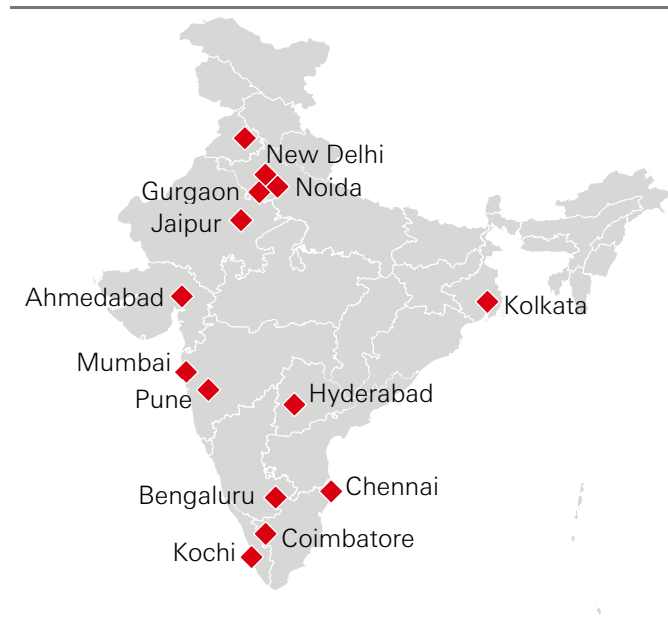 New Delhi
Gurgaon
Noida
Jaipur
Ahmedabad
Kolkata
Mumbai
Pune
Hyderabad
Bengaluru
Chennai
Coimbatore
Kochi